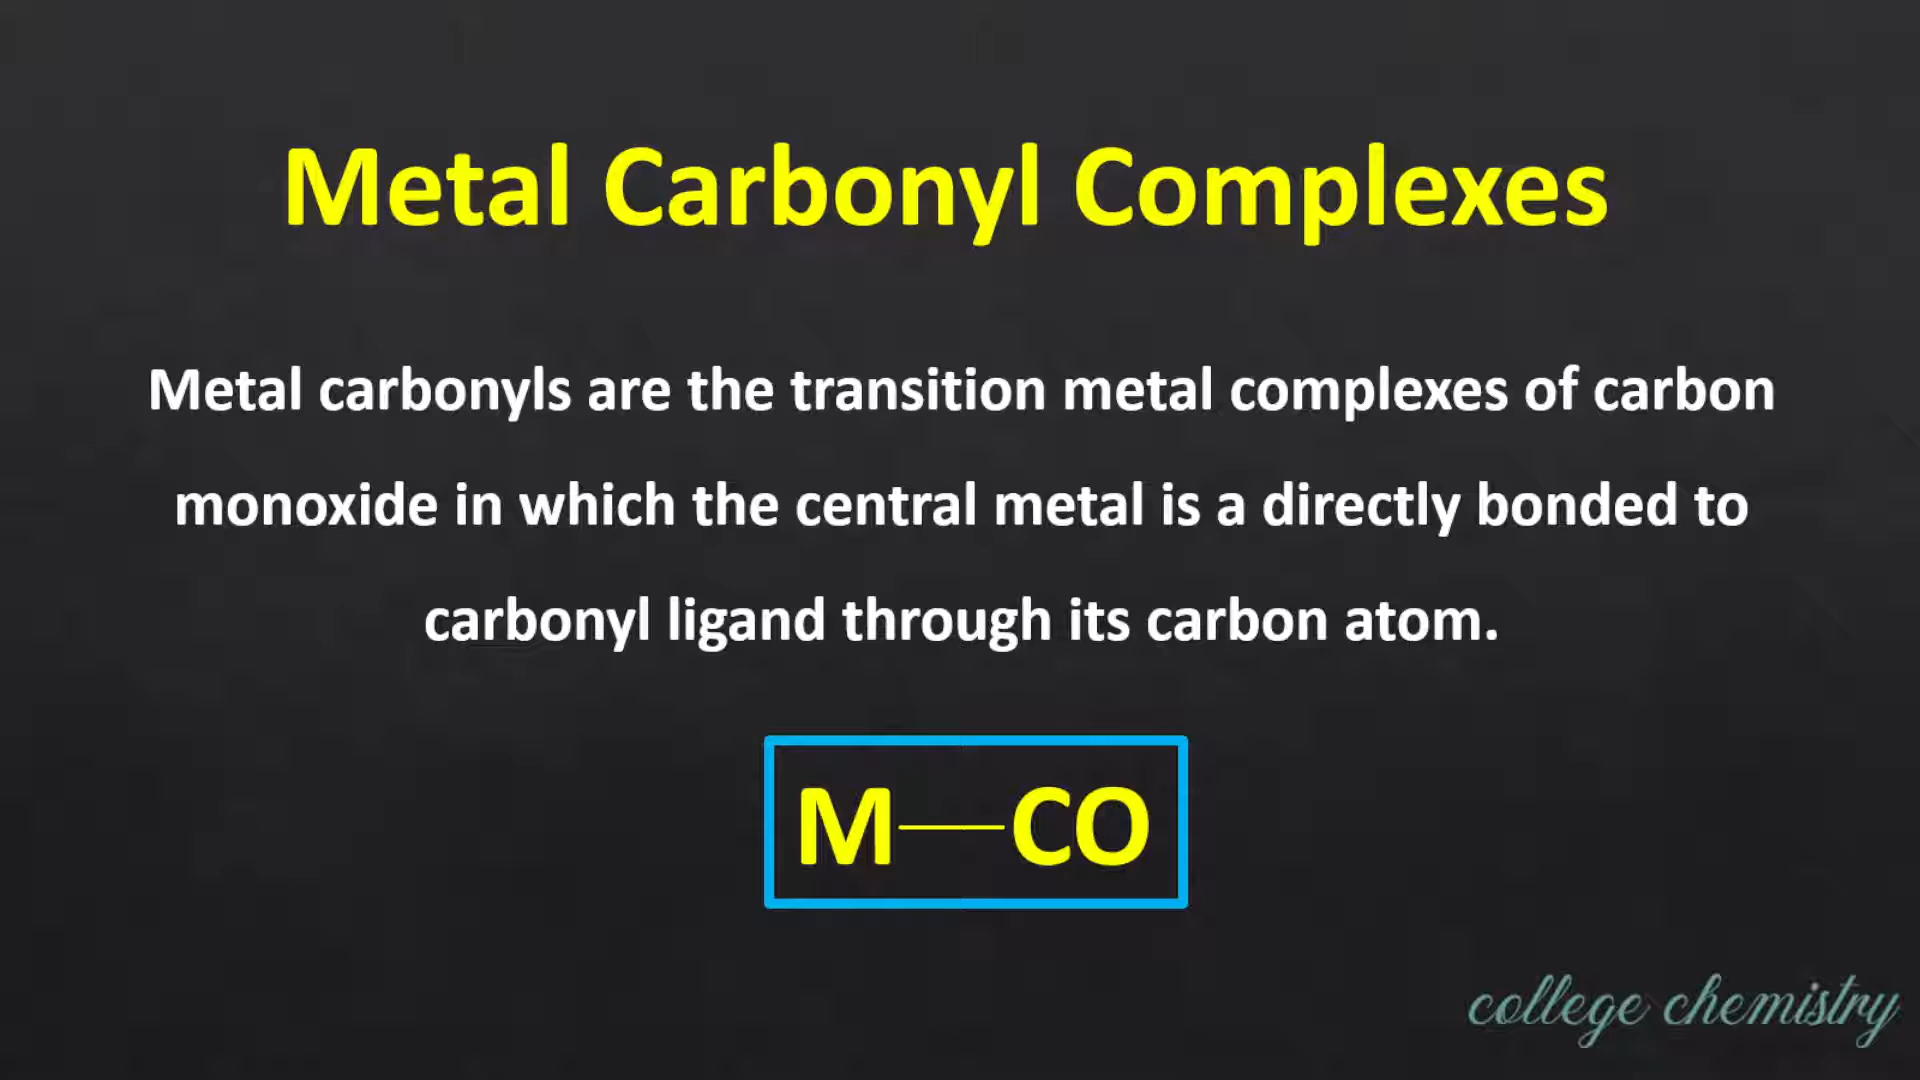 Metal Carbonyl Complexes
Metal carbonyls are the transition metal complexes of carbon
monoxide in which the central metal is a directly bonded to
carbonyl ligand through its carbon atom.
M—CO
college chemistry